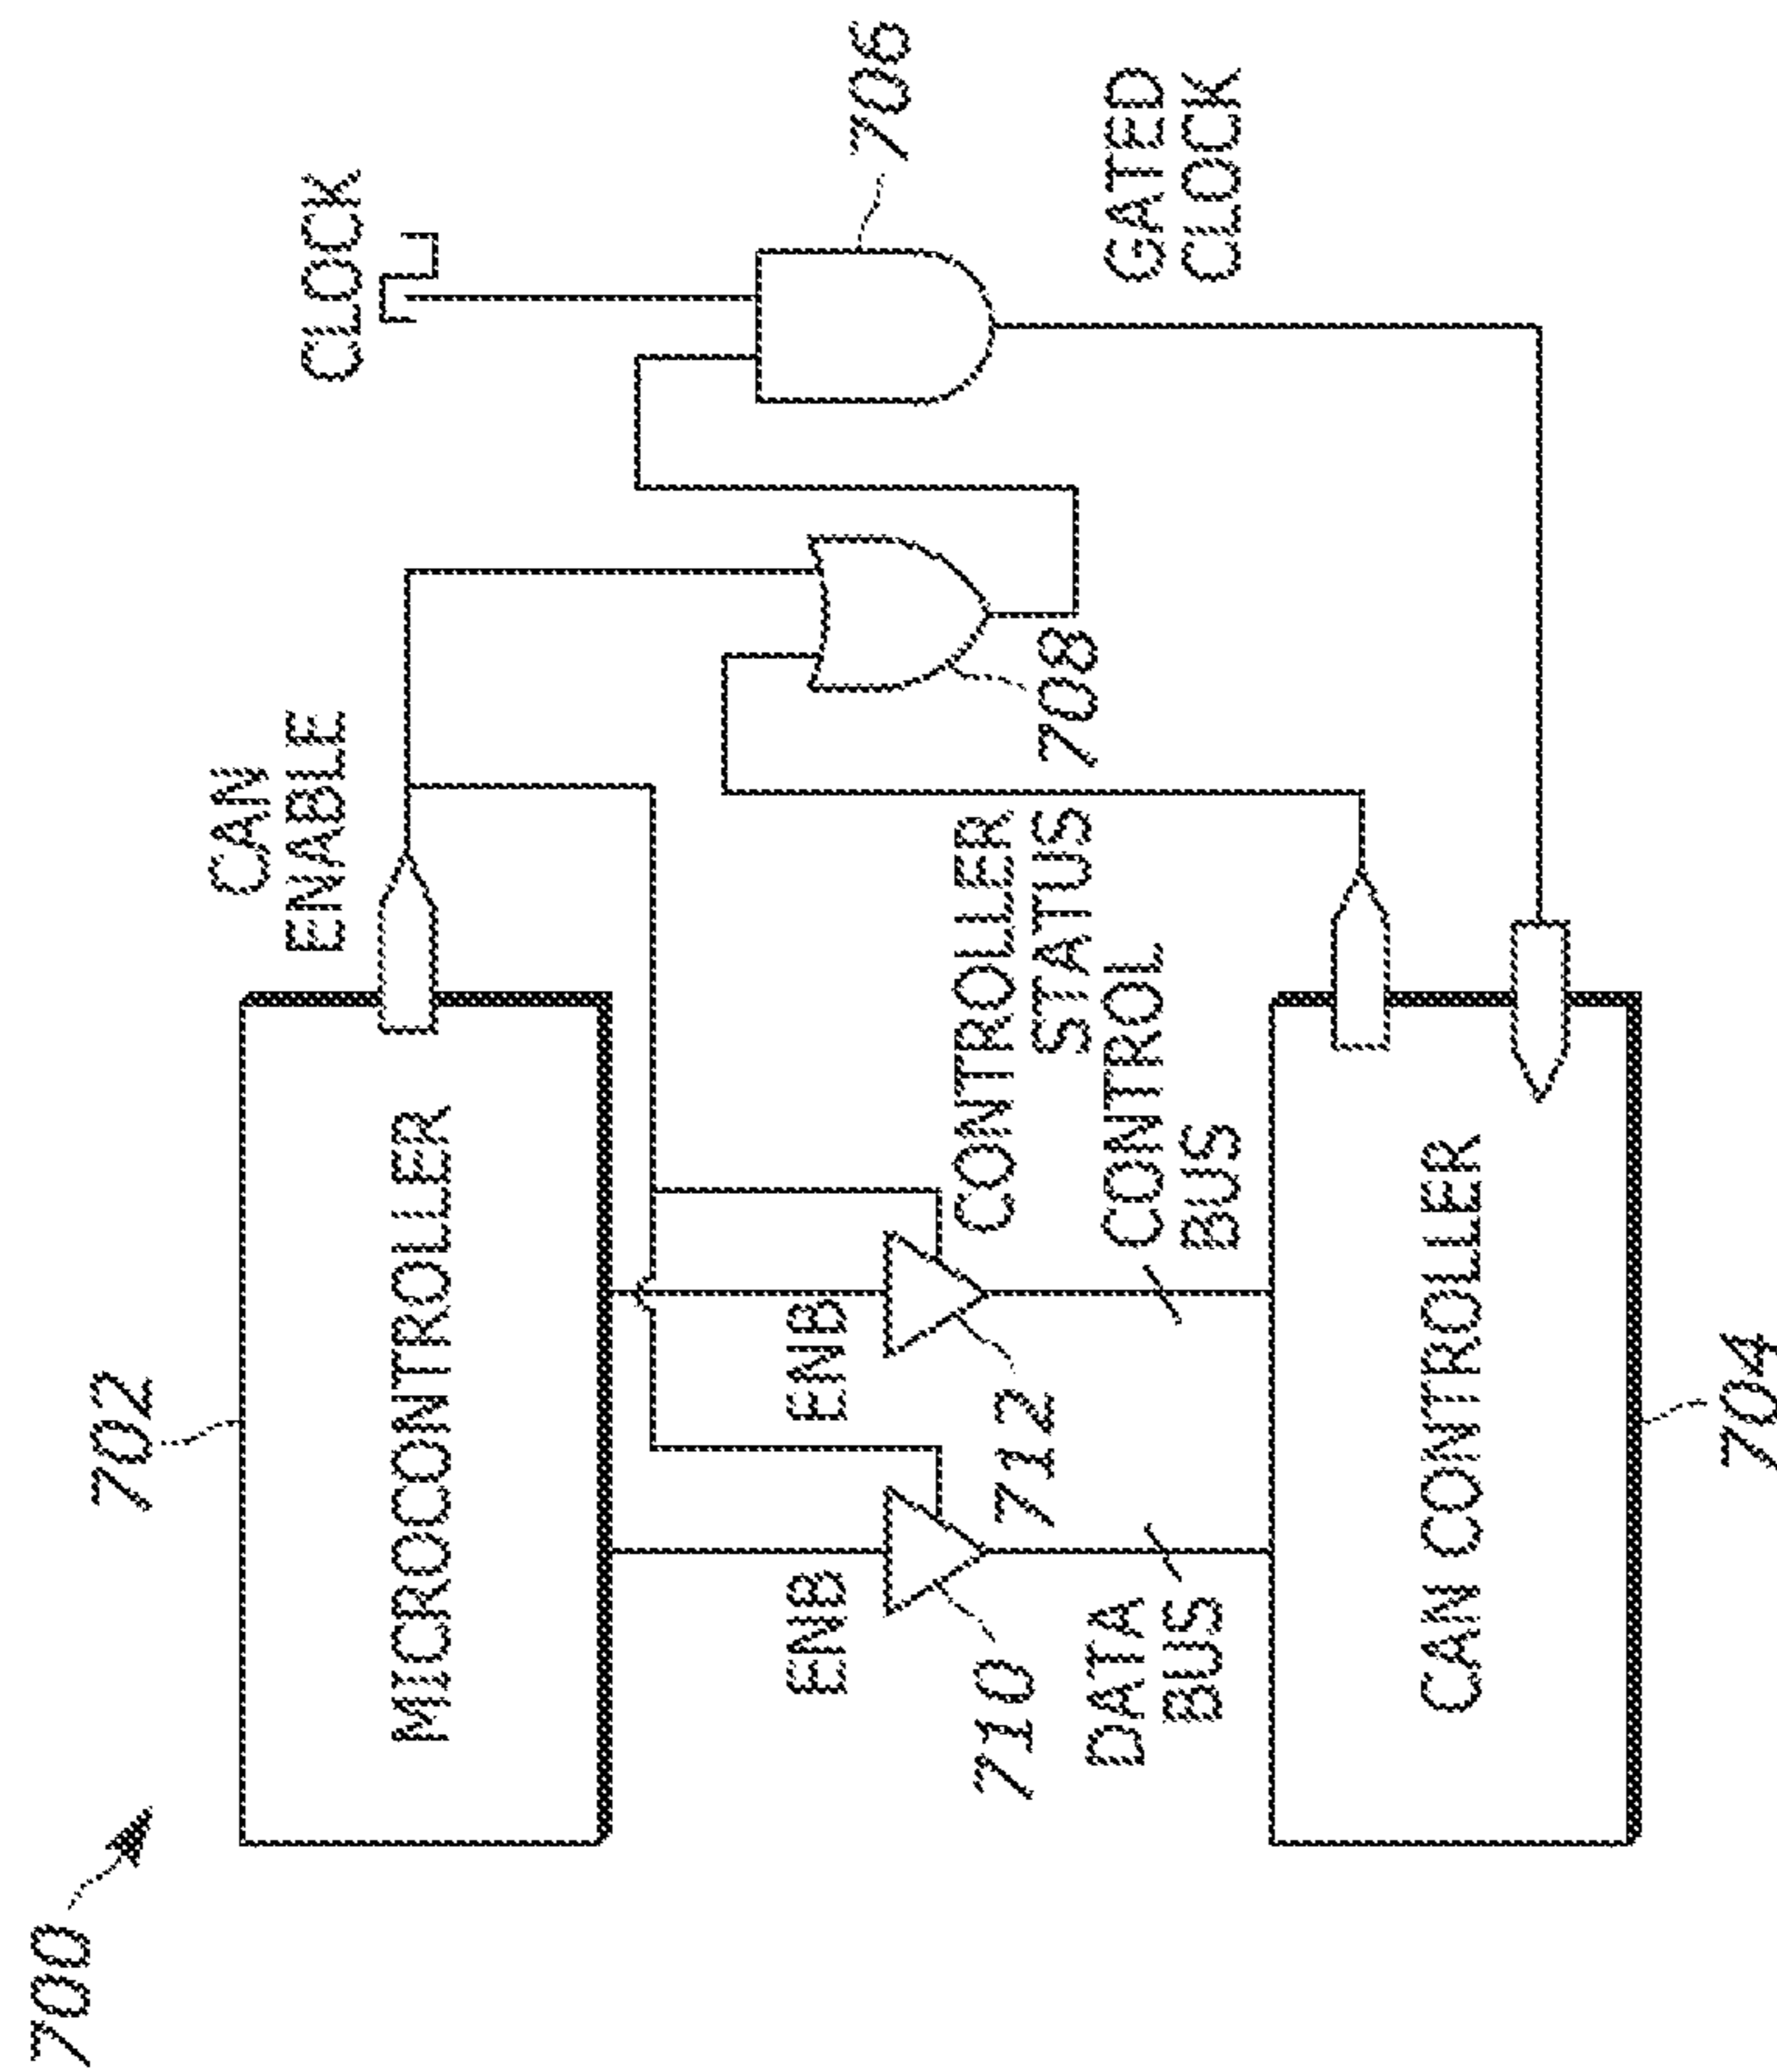 700
702
MICROCONTROLLER
CAN
ENABLE
CLOCK
706
708
GATED
CLOCK
ENB
710
ENB
712
CONTROLLER
STATUS
DATA
BUS
CONTROL
BUS
CAN CONTROLLER
704